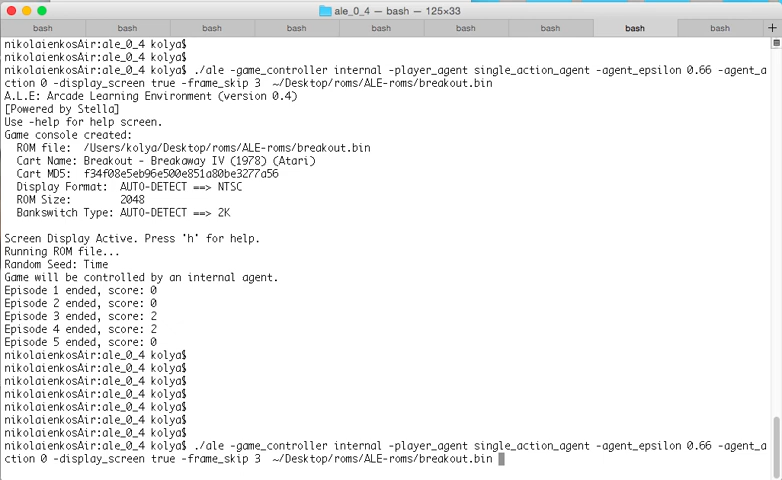 ale_0_4 — bash — 125×33
bash bash bash bash bash bash bash bash bash
nikolaienkosAir:ale_0_4 kolya$
nikolaienkosAir:ale_0_4 kolya$
nikolaienkosAir:ale_0_4 kolya$ ./ale -game_controller internal -player_agent single_action_agent -agent_epsilon 0.66 -agent_a
ction 0 -display_screen true -frame_skip 3  ~/Desktop/roms/ALE-roms/breakout.bin
A.L.E: Arcade Learning Environment (version 0.4)
[Powered by Stella]
Use -help for help screen.
Game console created:
  ROM file:  /Users/kolya/Desktop/roms/ALE-roms/breakout.bin
  Cart Name: Breakout - Breakaway IV (1978) (Atari)
  Cart MD5:  f34f08e5eb96e500e851a80be3277a56
  Display Format:  AUTO-DETECT ==> NTSC
  ROM Size:        2048
  Bankswitch Type: AUTO-DETECT ==> 2K
Screen Display Active. Press 'h' for help.
Running ROM file...
Random Seed: Time
Game will be controlled by an internal agent.
Episode 1 ended, score: 0
Episode 2 ended, score: 0
Episode 3 ended, score: 2
Episode 4 ended, score: 2
Episode 5 ended, score: 0
nikolaienkosAir:ale_0_4 kolya$
nikolaienkosAir:ale_0_4 kolya$
nikolaienkosAir:ale_0_4 kolya$
nikolaienkosAir:ale_0_4 kolya$
nikolaienkosAir:ale_0_4 kolya$
nikolaienkosAir:ale_0_4 kolya$
nikolaienkosAir:ale_0_4 kolya$
nikolaienkosAir:ale_0_4 kolya$ ./ale -game_controller internal -player_agent single_action_agent -agent_epsilon 0.66 -agent_a
ction 0 -display_screen true -frame_skip 3  ~/Desktop/roms/ALE-roms/breakout.bin